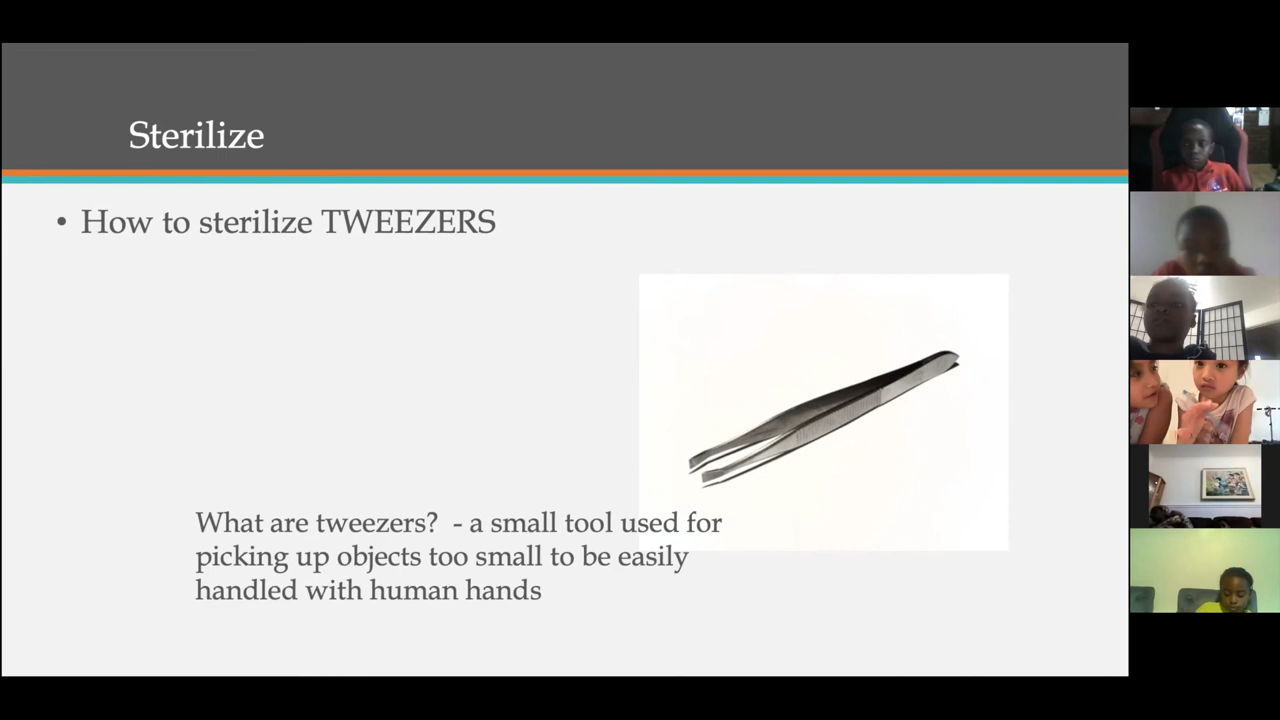 Sterilize
• How to sterilize TWEEZERS
What are tweezers?  - a small tool used for
picking up objects too small to be easily
handled with human hands